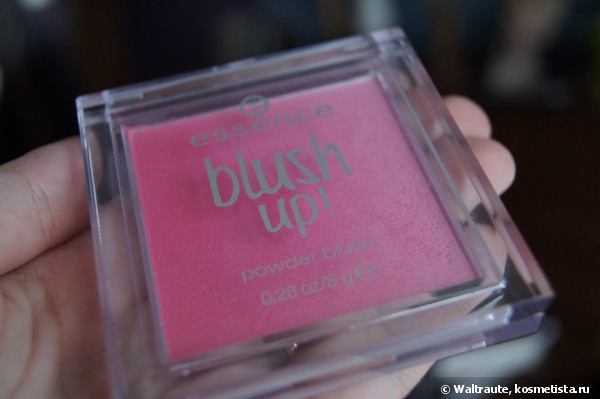 essence
blush
up!
powder blush
0.28 oz/8 g ℮
© Waltraute, kosmetista.ru